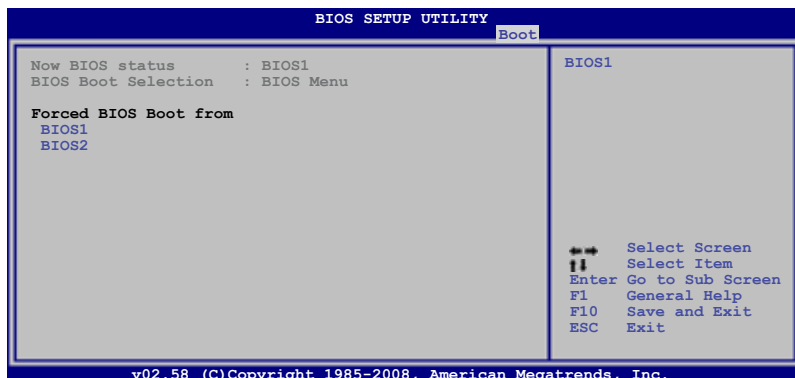 BIOS SETUP UTILITY
Boot
Now BIOS status : BIOS1
BIOS Boot Selection : BIOS Menu
Forced BIOS Boot from
BIOS1
BIOS2
BIOS1
←→ Select Screen
↑↓ Select Item
Enter Go to Sub Screen
F1 General Help
F10 Save and Exit
ESC Exit
v02.58 (C)Copyright 1985-2008, American Megatrends, Inc.